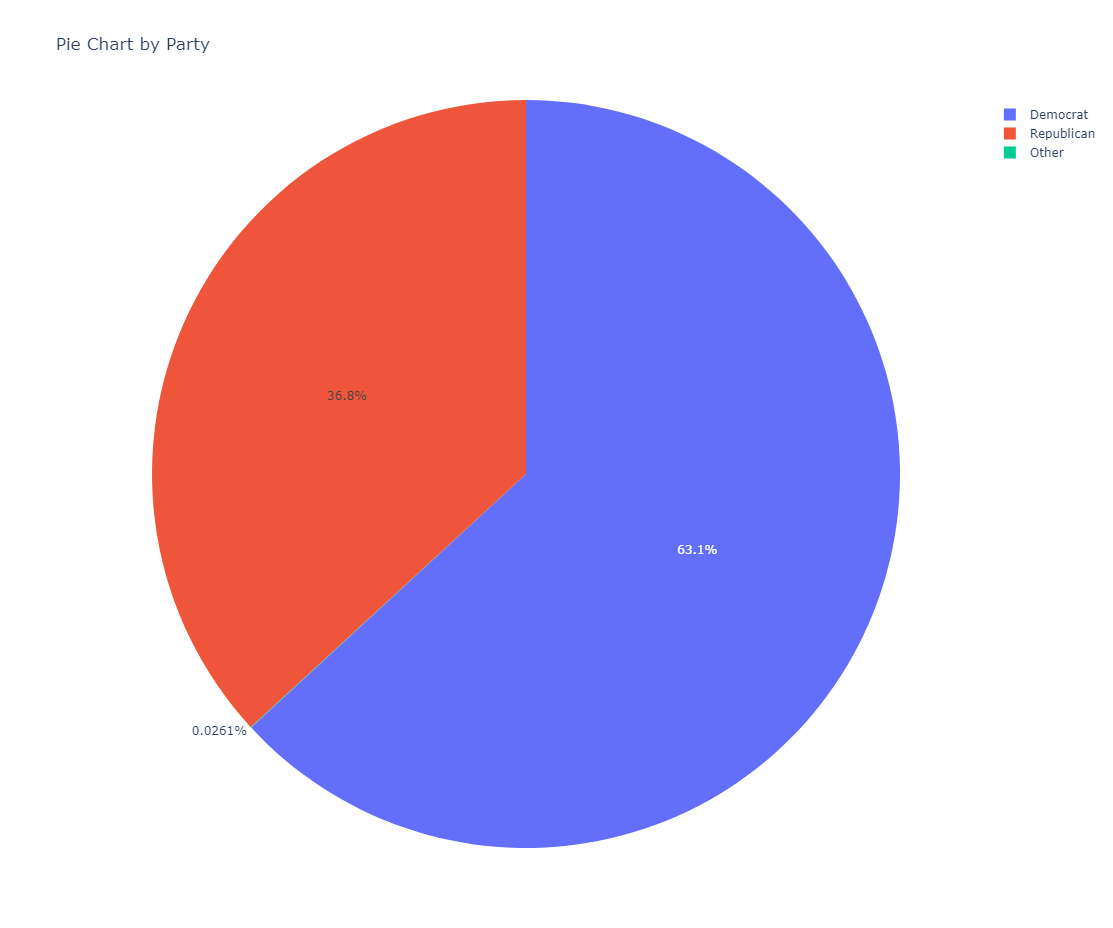 Pie Chart by Party
Democrat
Republican
Other
36.8%
63.1%
0.0261%